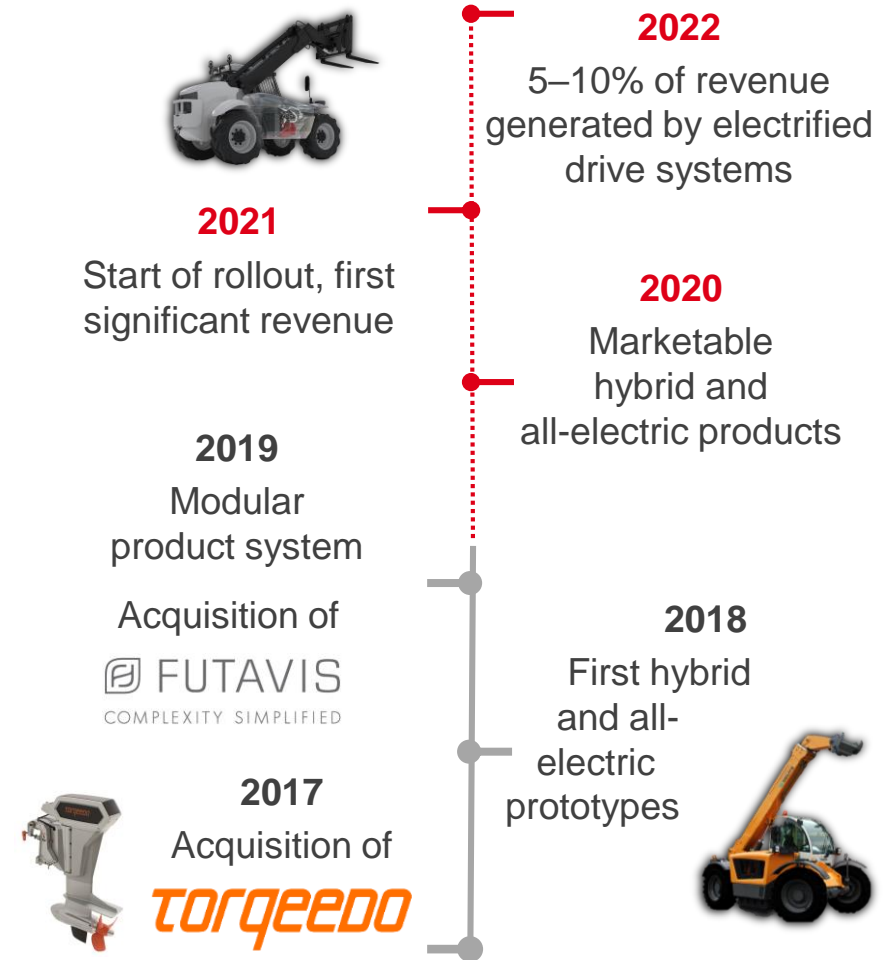 2022
5–10% of revenue
generated by electrified
drive systems
2021
Start of rollout, first
significant revenue
2020
Marketable
hybrid and
all-electric products
2019
Modular
product system
Acquisition of
FUTAVIS
COMPLEXITY SIMPLIFIED
2018
First hybrid
and all-
electric
prototypes
2017
Acquisition of
torqeedo
torqeedo